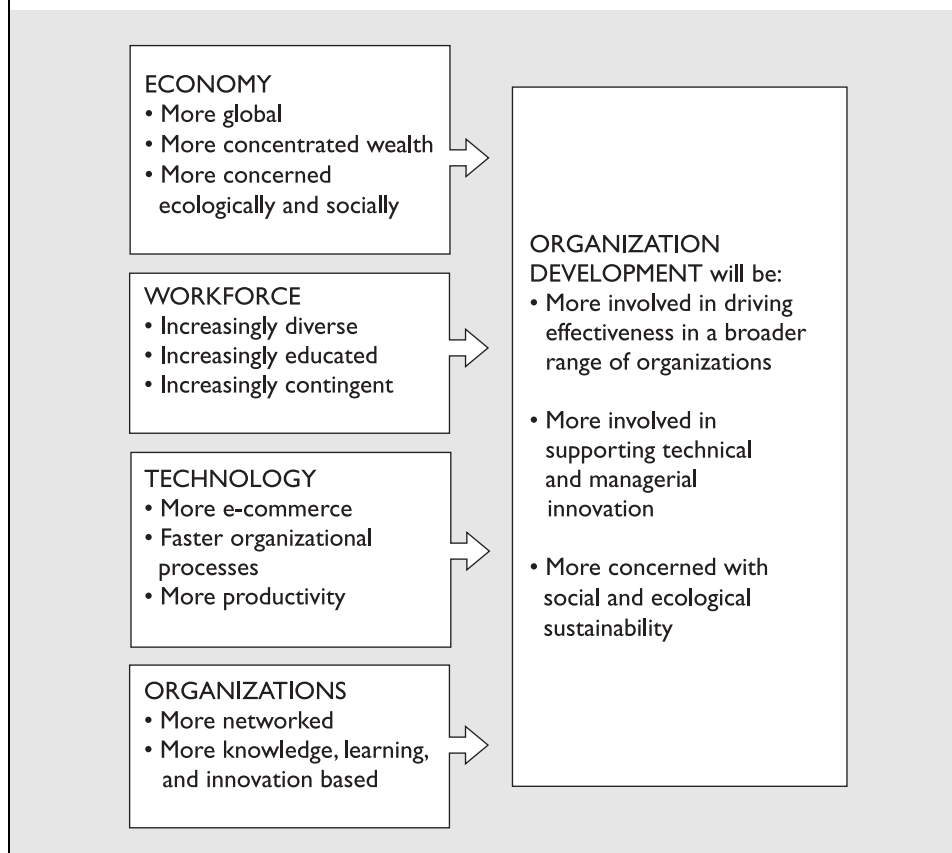 ECONOMY
• More global
• More concentrated wealth
• More concerned
ecologically and socially
WORKFORCE
• Increasingly diverse
• Increasingly educated
• Increasingly contingent
TECHNOLOGY
• More e-commerce
• Faster organizational
processes
• More productivity
ORGANIZATIONS
• More networked
• More knowledge, learning,
and innovation based
ORGANIZATION
DEVELOPMENT will be:
• More involved in driving
effectiveness in a broader
range of organizations
• More involved in
supporting technical
and managerial
innovation
• More concerned with
social and ecological
sustainability